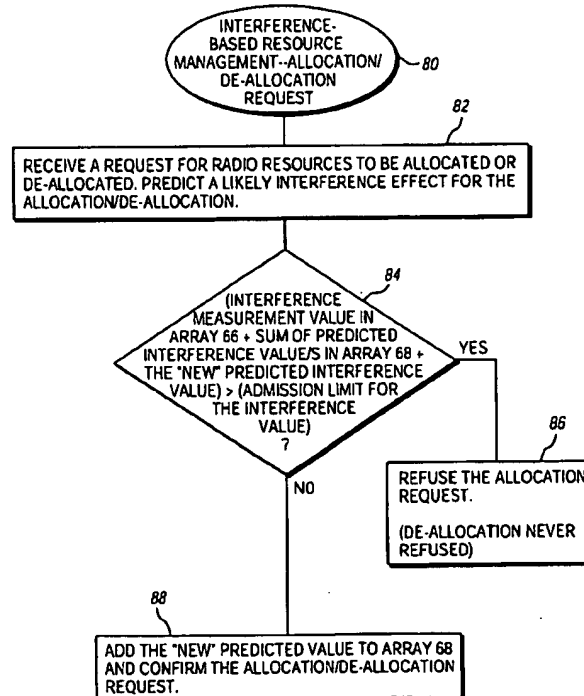 INTERFERENCE-
BASED RESOURCE
MANAGEMENT--ALLOCATION/
DE-ALLOCATION
REQUEST
80
82
RECEIVE A REQUEST FOR RADIO RESOURCES TO BE ALLOCATED OR
DE-ALLOCATED. PREDICT A LIKELY INTERFERENCE EFFECT FOR THE
ALLOCATION/DE-ALLOCATION.
84
(INTERFERENCE
MEASUREMENT VALUE IN
ARRAY 66 + SUM OF PREDICTED
INTERFERENCE VALUE/S IN ARRAY 68 +
THE "NEW" PREDICTED INTERFERENCE
VALUE) > (ADMISSION LIMIT FOR
THE INTERFERENCE
VALUE)
?
YES
86
REFUSE THE ALLOCATION
REQUEST.
(DE-ALLOCATION NEVER
REFUSED)
NO
88
ADD THE "NEW" PREDICTED VALUE TO ARRAY 68
AND CONFIRM THE ALLOCATION/DE-ALLOCATION
REQUEST.